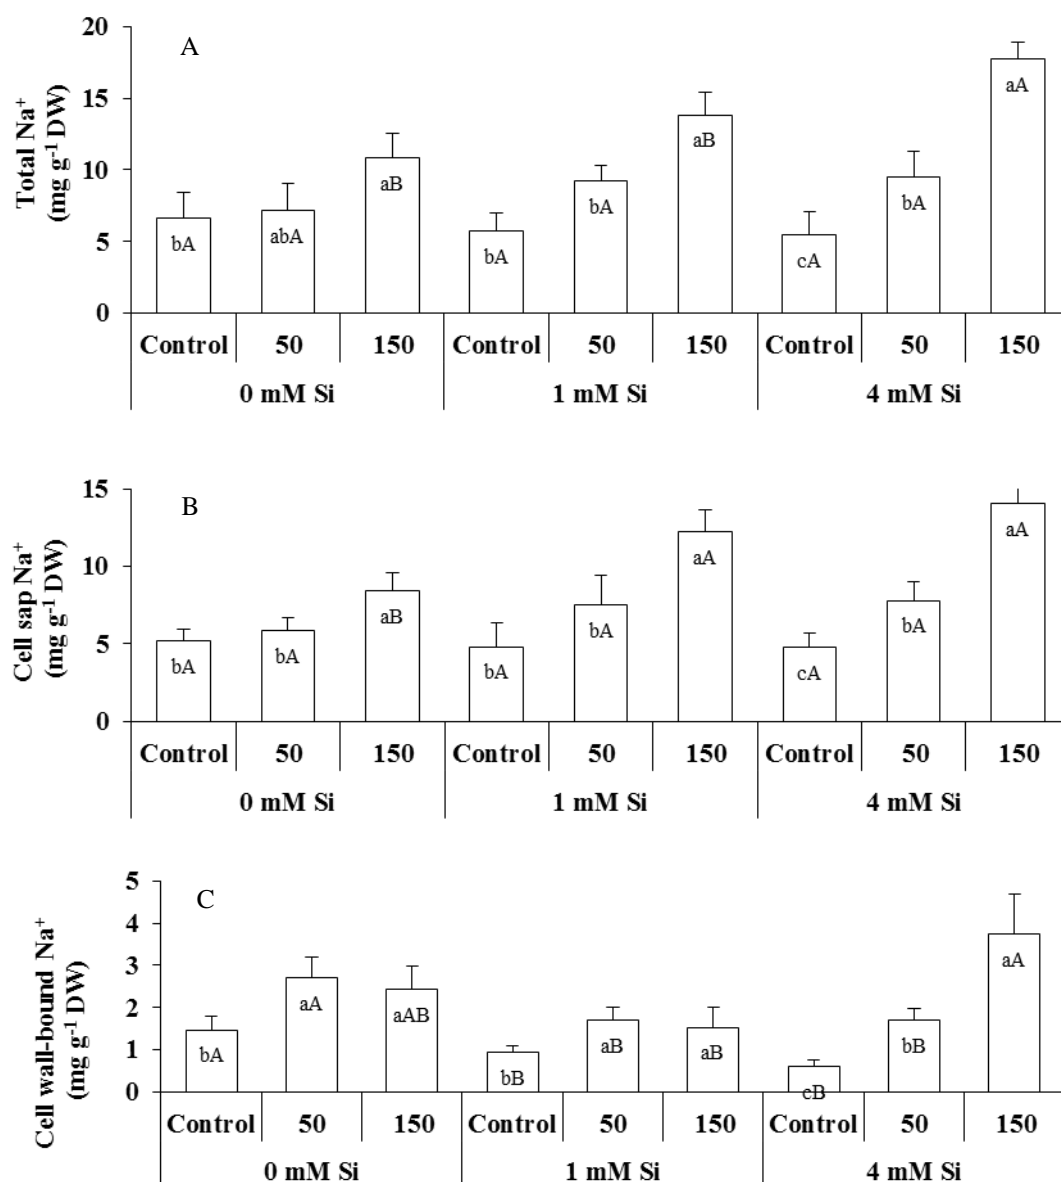 A
Total Na⁺
(mg g⁻¹ DW)
20
15
10
5
0
bA
abA
aB
bA
bA
aB
cA
bA
aA
Control 50 150 Control 50 150 Control 50 150
0 mM Si 1 mM Si 4 mM Si
B
Cell sap Na⁺
(mg g⁻¹ DW)
15
10
5
0
bA
bA
aB
bA
bA
aA
cA
bA
aA
Control 50 150 Control 50 150 Control 50 150
0 mM Si 1 mM Si 4 mM Si
C
Cell wall-bound Na⁺
(mg g⁻¹ DW)
5
4
3
2
1
0
bA
aA
aAB
bB
aB
aB
cB
bB
aA
Control 50 150 Control 50 150 Control 50 150
0 mM Si 1 mM Si 4 mM Si